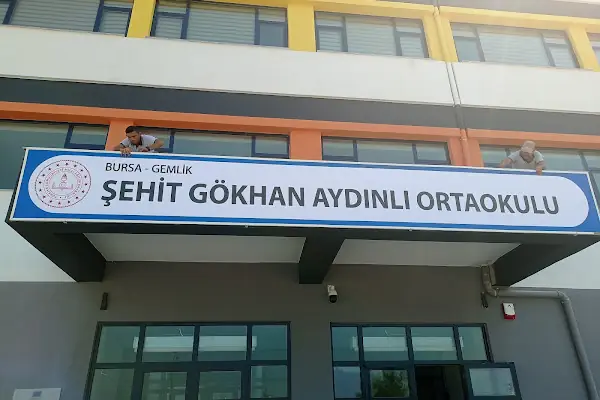 BURSA - GEMLİK
ŞEHİT GÖKHAN AYDINLI ORTAOKULU